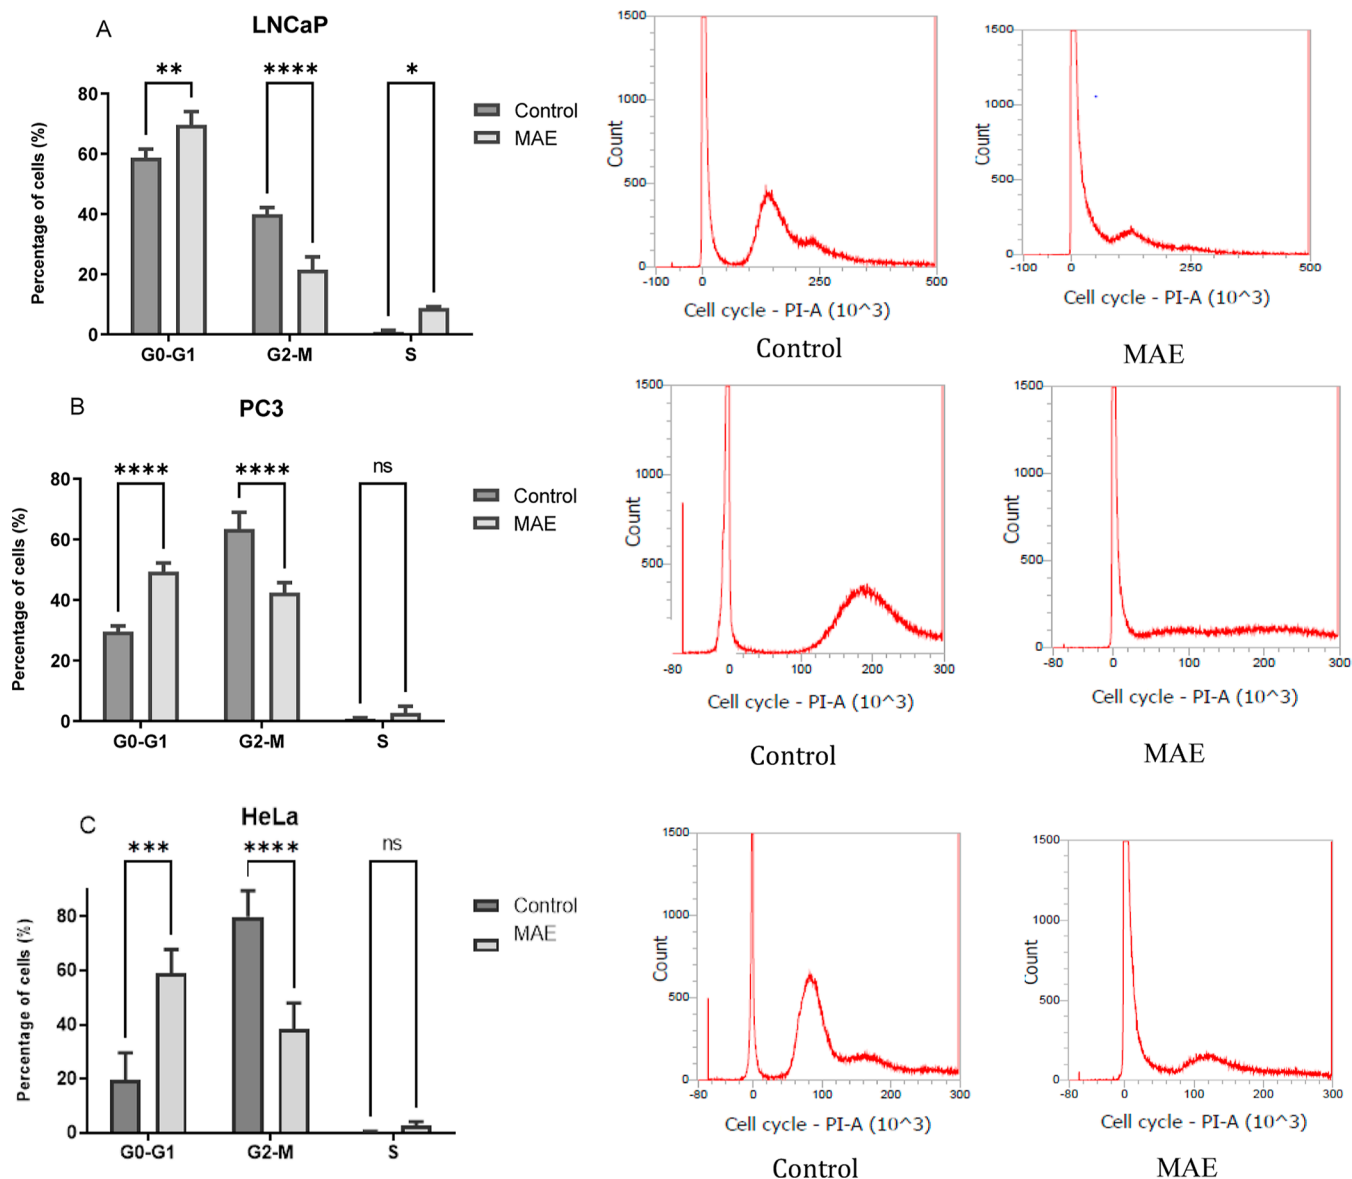 A
LNCaP
** **** *
Percentage of cells (%)
80
60
40
20
0
G0-G1 G2-M S
Control
MAE
Count
1500
1000
500
0
-100 0 250 500
Cell cycle - PI-A (10^3)
Control
Count
1500
1000
500
0
-100 0 250 500
Cell cycle - PI-A (10^3)
MAE
B
PC3
**** **** ns
Percentage of cells (%)
80
60
40
20
0
G0-G1 G2-M S
Control
MAE
Count
1500
1000
500
-80 0 100 200 300
Cell cycle - PI-A (10^3)
Control
Count
1500
1000
500
0
-80 0 100 200 300
Cell cycle - PI-A (10^3)
MAE
C
HeLa
*** **** ns
Percentage of cells (%)
80
60
40
20
0
G0-G1 G2-M S
Control
MAE
Count
1500
1000
500
0
-80 0 100 200 300
Cell cycle - PI-A (10^3)
Control
Count
1500
1000
500
0
-80 0 100 200 300
Cell cycle - PI-A (10^3)
MAE